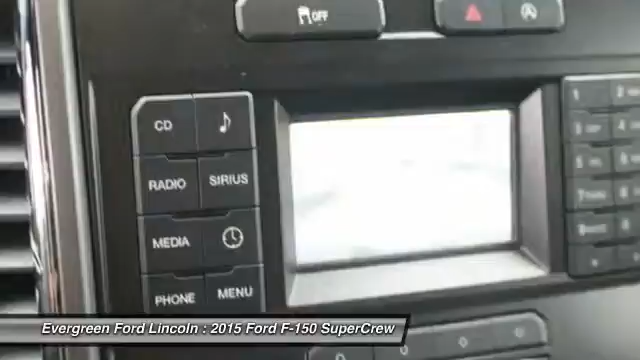 OFF
A
CD
RADIO SIRIUS
MEDIA
PHONE MENU
Evergreen Ford Lincoln : 2015 Ford F-150 SuperCrew